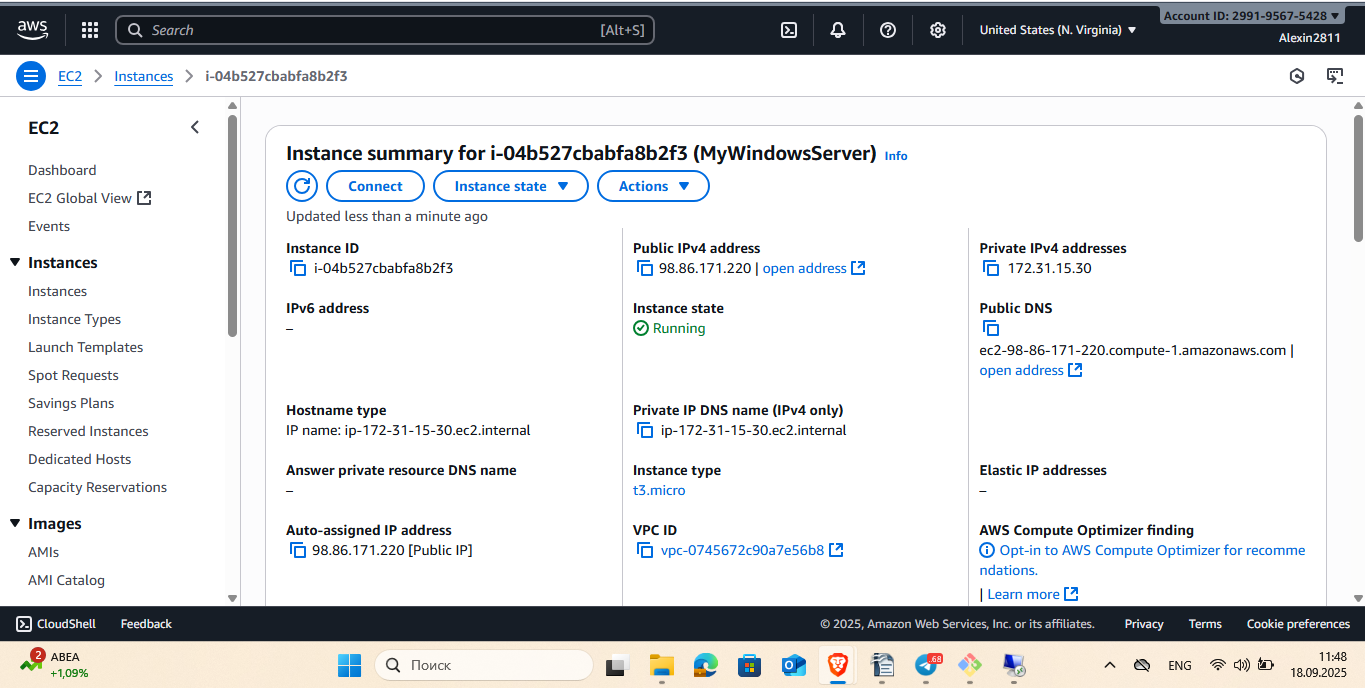 aws
Search
[Alt+S]
United States (N. Virginia)
Account ID: 2991-9567-5428
Alexin2811
EC2
Instances
i-04b527cbabfa8b2f3
EC2
Dashboard
EC2 Global View
Events
Instances
Instances
Instance Types
Launch Templates
Spot Requests
Savings Plans
Reserved Instances
Dedicated Hosts
Capacity Reservations
Images
AMIs
AMI Catalog
Instance summary for i-04b527cbabfa8b2f3 (MyWindowsServer) Info
Connect
Instance state
Actions
Updated less than a minute ago
Instance ID
i-04b527cbabfa8b2f3
Public IPv4 address
98.86.171.220 | open address
Private IPv4 addresses
172.31.15.30
IPv6 address
–
Instance state
Running
Public DNS
ec2-98-86-171-220.compute-1.amazonaws.com |
open address
Hostname type
IP name: ip-172-31-15-30.ec2.internal
Private IP DNS name (IPv4 only)
ip-172-31-15-30.ec2.internal
Answer private resource DNS name
–
Instance type
t3.micro
Elastic IP addresses
–
Auto-assigned IP address
98.86.171.220 [Public IP]
VPC ID
vpc-0745672c90a7e56b8
AWS Compute Optimizer finding
Opt-in to AWS Compute Optimizer for recomme
ndations.
| Learn more
CloudShell
Feedback
© 2025, Amazon Web Services, Inc. or its affiliates.
Privacy
Terms
Cookie preferences
2
ABEA
+1,09%
Поиск
68
ENG
11:48
18.09.2025